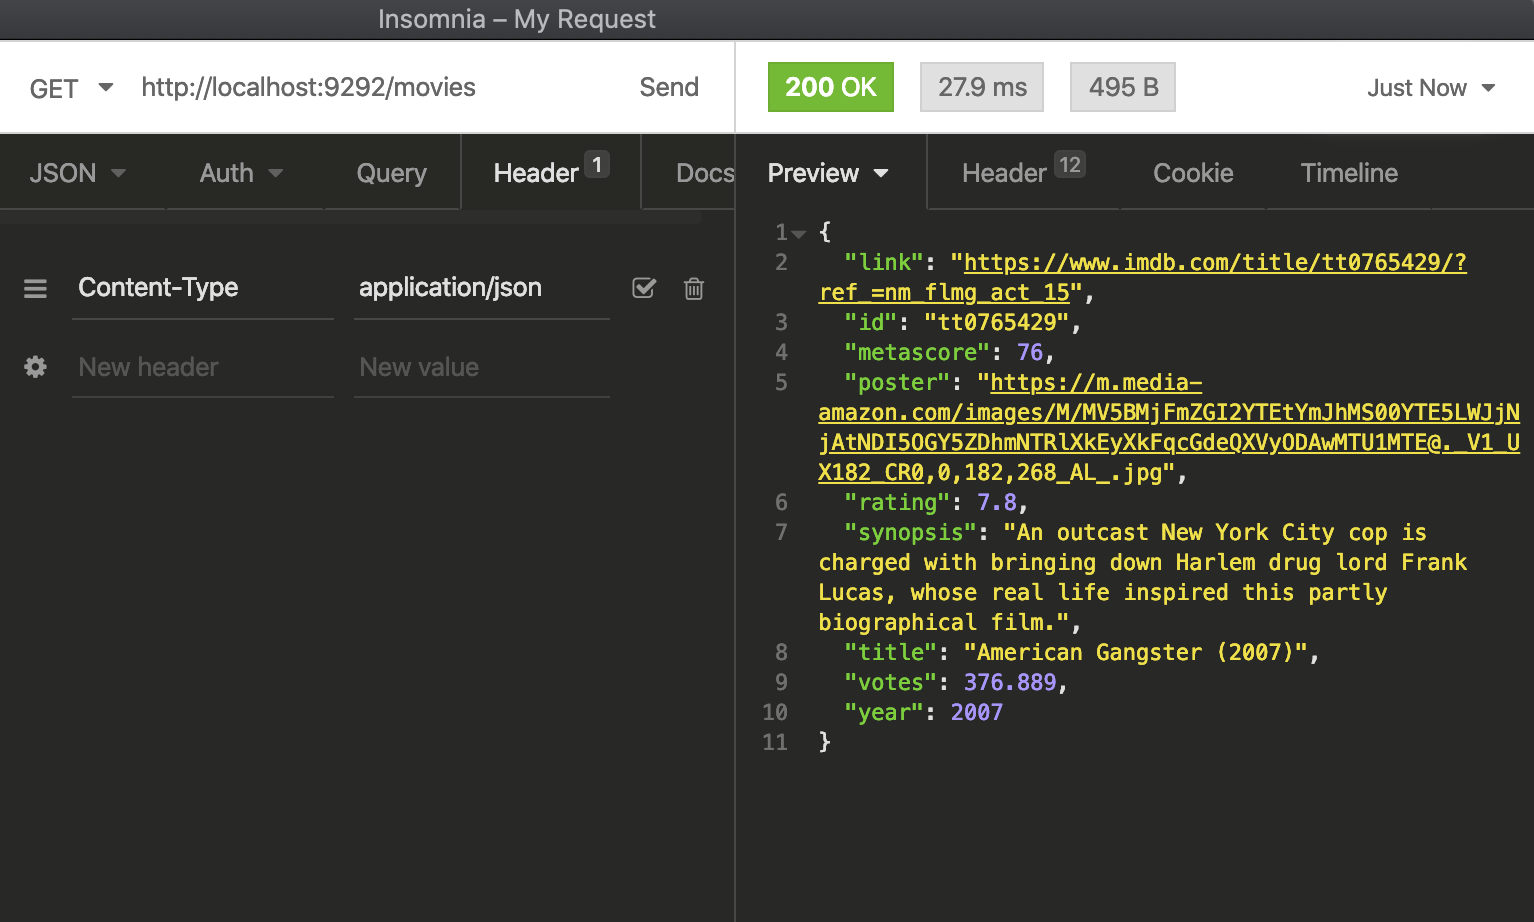 Insomnia – My Request
GET http://localhost:9292/movies Send
200 OK 27.9 ms 495 B Just Now
JSON Auth Query Header 1 Docs
Preview Header 12 Cookie Timeline
Content-Type application/json
New header New value
1 {
2 "link": "https://www.imdb.com/title/tt0765429/?
ref_=nm_flmg_act_15",
3 "id": "tt0765429",
4 "metascore": 76,
5 "poster": "https://m.media-
amazon.com/images/M/MV5BMjFmZGI2YTEtYmJhMS00YTE5LWJjN
jAtNDI5OGY5ZDhmNTRlXkEyXkFqcGdeQXVyODAwMTU1MTE@._V1_U
X182_CR0,0,182,268_AL_.jpg",
6 "rating": 7.8,
7 "synopsis": "An outcast New York City cop is
charged with bringing down Harlem drug lord Frank
Lucas, whose real life inspired this partly
biographical film.",
8 "title": "American Gangster (2007)",
9 "votes": 376.889,
10 "year": 2007
11 }